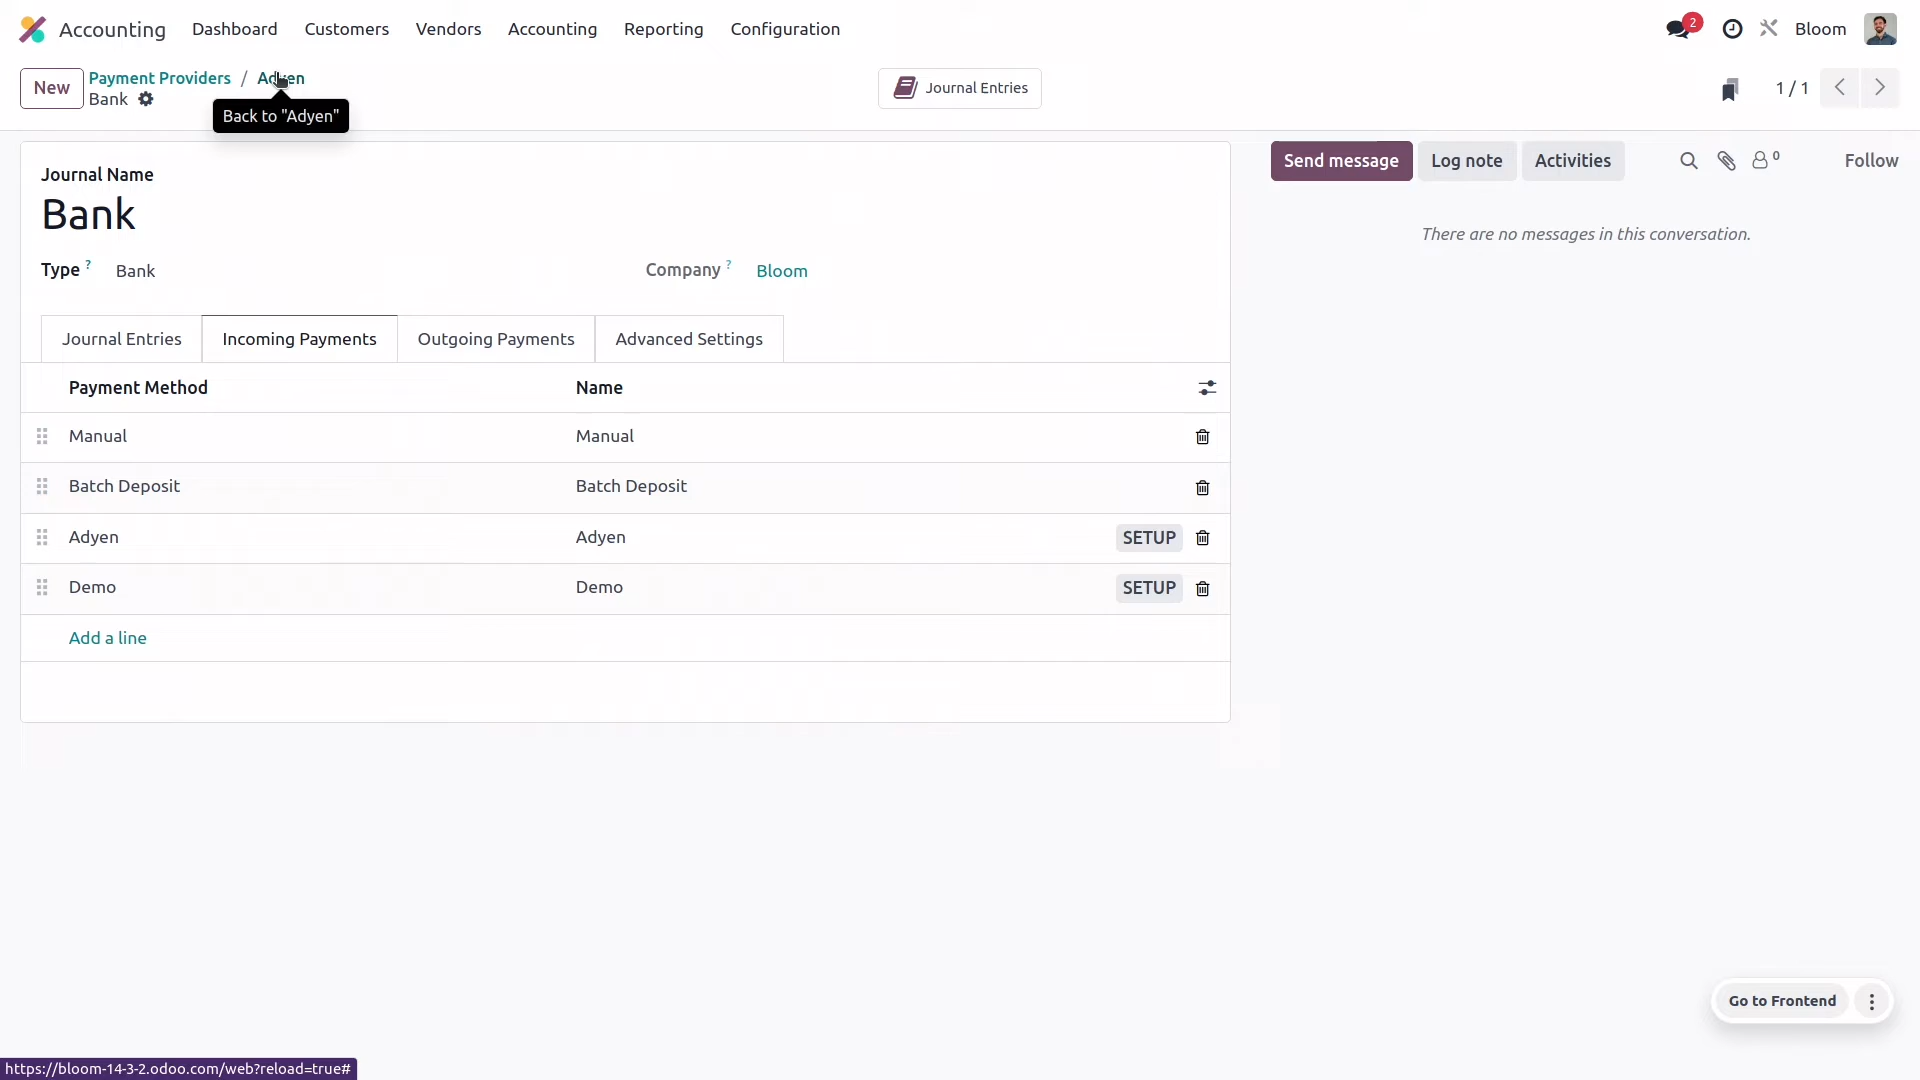 Accounting Dashboard Customers Vendors Accounting Reporting Configuration 2 Bloom
New Payment Providers / Adyen
Bank
Back to "Adyen"
Journal Entries
1 / 1
Send message Log note Activities 0 Follow
There are no messages in this conversation.
Journal Name
Bank
Type ? Bank Company ? Bloom
Journal Entries Incoming Payments Outgoing Payments Advanced Settings
Payment Method Name
Manual Manual
Batch Deposit Batch Deposit
Adyen Adyen SETUP
Demo Demo SETUP
Add a line
Go to Frontend
https://bloom-14-3-2.odoo.com/web?reload=true#